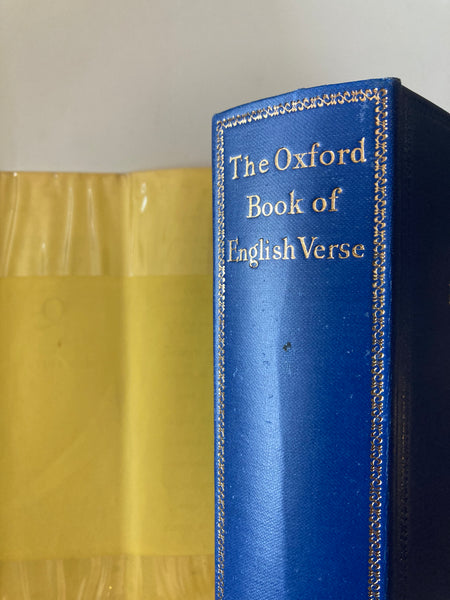 The Oxford
Book of
English Verse